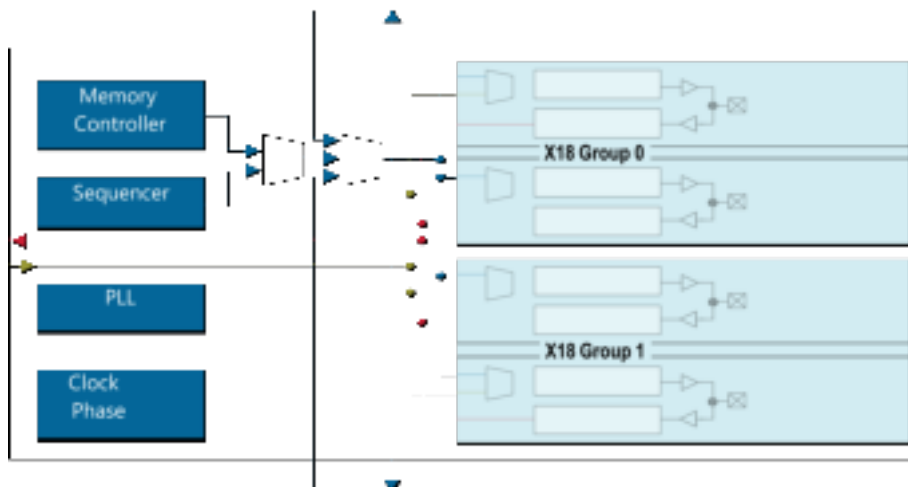 Memory
Controller
X18 Group 0
Sequencer
PLL
X18 Group 1
Clock
Phase